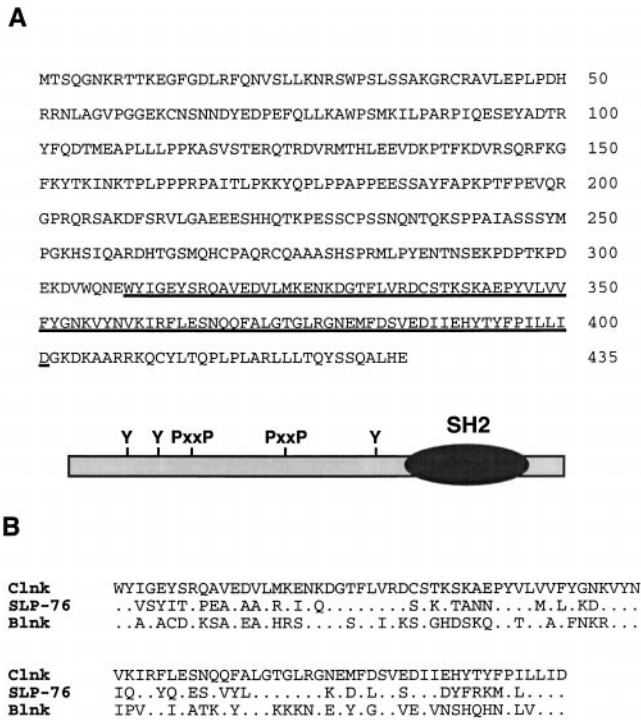 A
MTSQGNKRTTKEGFGDLRFQNVSLLKNRSWPSLSSAKGRCRAVLEPLPDH 50
RRNLAGVPGGEKCNSNNDYEDPEFQLLKAWPSMKILPARPIQESEYADTR 100
YFQDTMEAPLLLPPKASVSTERQTRDVRMTHLEEVDKPTFKDVRSQRFKG 150
FKYTKINKTPLPPPRPAITLPKKYQPLPPAPPEESSAYFAPKPTFPEVQR 200
GPRQRSAKDFSRVLGAEEESHHQTKPESSCPSSNQNTQKSPPAIASSSYM 250
PGKHSIQARDHTGSMQHCPAQRCQAAASHSPRMLPYENTNSEKPDPTKPD 300
EKDVWQNEWYIGEYSRQAVEDVLMKENKDGTFLVRDCSTKSKAEPYVLVV 350
FYGNKVYNVKIRFLESNQQFALGTGLRGNEMFDSVEDIIEHYTYFPILLI 400
DGKDKAARRKQCYLTQPLPLARLLLTQYSSQALHE 435
Y Y PxxP PxxP Y SH2
B
Clnk WYIGEYSRQAVEDVLMKENKDGTFLVRDCSTKSKAEPYVLVVFYGNKVYN
SLP-76 ..VSYIT.PEA.AA.R.I.Q........S.K.TANN....M.L.KD....
Blnk ..A.ACD.KSA.EA.HRS....S..I.KS.GHDSKQ..T..A.FNKR...
Clnk VKIRFLESNQQFALGTGLRGNEMFDSVEDIIEHYTYFPILLID
SLP-76 IQ..YQ.ES.VYL.......K.D.L..S...DYFRKM.L....
Blnk IPV..I.ATK.Y....KKKN.E.Y.G..VE.VNSHQHN.LV...